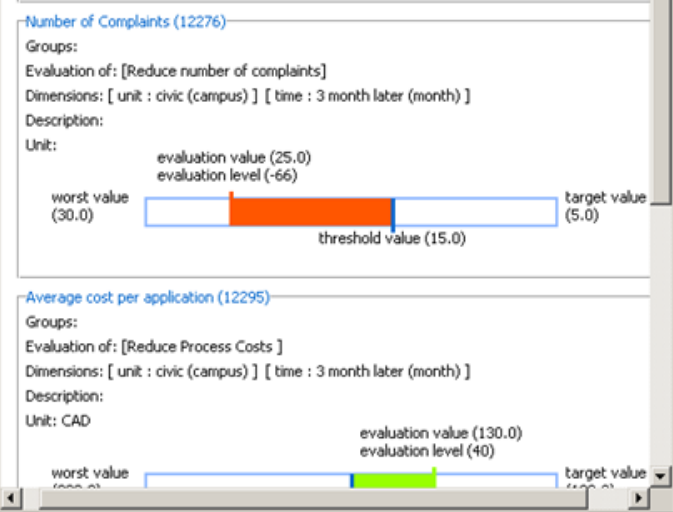 Number of Complaints (12276)
Groups:
Evaluation of: [Reduce number of complaints]
Dimensions: [ unit : civic (campus) ] [ time : 3 month later (month) ]
Description:
Unit:
evaluation value (25.0)
evaluation level (-66)
worst value
(30.0)
target value
(5.0)
threshold value (15.0)
Average cost per application (12295)
Groups:
Evaluation of: [Reduce Process Costs ]
Dimensions: [ unit : civic (campus) ] [ time : 3 month later (month) ]
Description:
Unit: CAD
evaluation value (130.0)
evaluation level (40)
worst value
target value